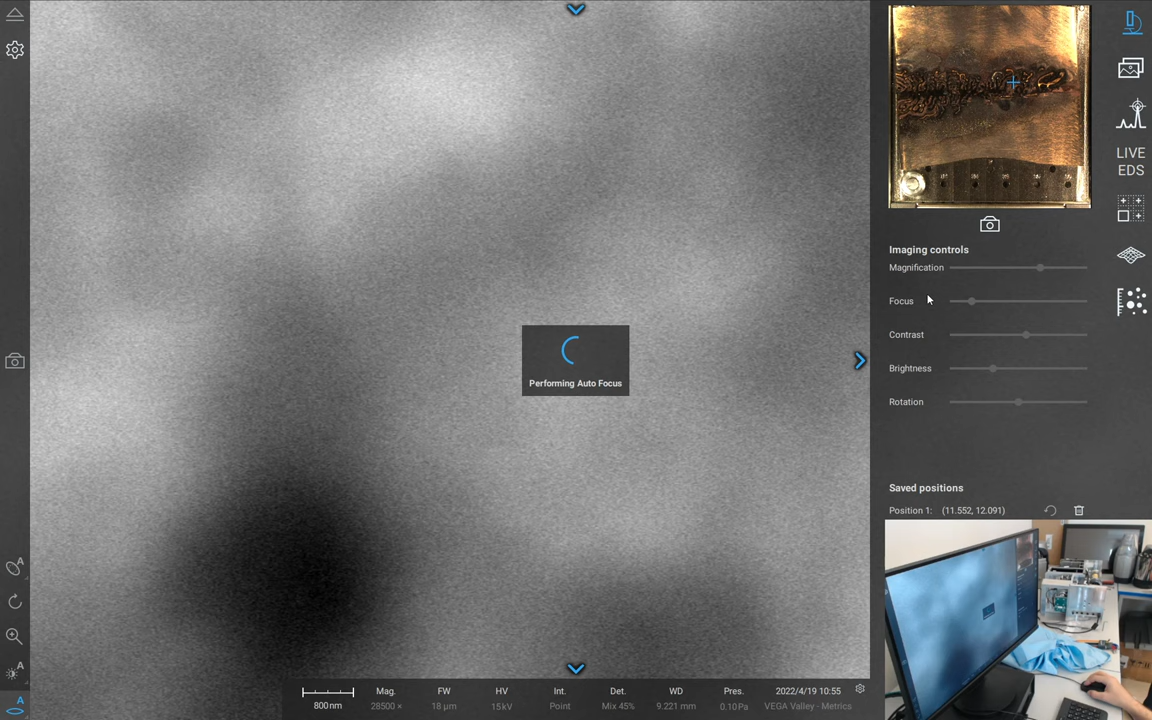 LIVE
EDS
Imaging controls
Magnification
Focus
Contrast
Brightness
Rotation
Performing Auto Focus
Saved positions
Position 1: (11.552, 12.091)
A
A
A
800 nm
Mag.
28500 ×
FW
18 µm
HV
15 kV
Int.
Point
Det.
Mix 45%
WD
9.221 mm
Pres.
0.10 Pa
2022/4/19 10:55
VEGA Valley - Metrics